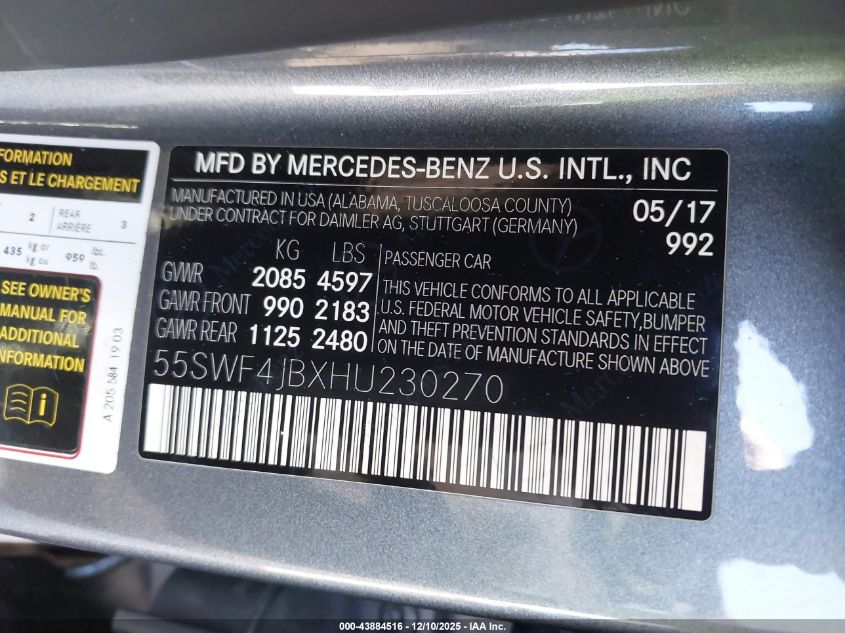 FORMATION
S ET LE CHARGEMENT
2 REAR ARRIÈRE 3
435 kg or kg ou 959 lbs. lb.
SEE OWNER'S
MANUAL FOR
ADDITIONAL
INFORMATION
A 205 584 19 03
MFD BY MERCEDES-BENZ U.S. INTL., INC
MANUFACTURED IN USA (ALABAMA, TUSCALOOSA COUNTY)
UNDER CONTRACT FOR DAIMLER AG, STUTTGART (GERMANY)
05/17
992
KG LBS
GVWR 2085 4597
GAWR FRONT 990 2183
GAWR REAR 1125 2480
PASSENGER CAR
THIS VEHICLE CONFORMS TO ALL APPLICABLE
U.S. FEDERAL MOTOR VEHICLE SAFETY,BUMPER
AND THEFT PREVENTION STANDARDS IN EFFECT
ON THE DATE OF MANUFACTURE SHOWN ABOVE
55SWF4JBXHU230270
000-43884516 - 12/10/2025 - IAA Inc.